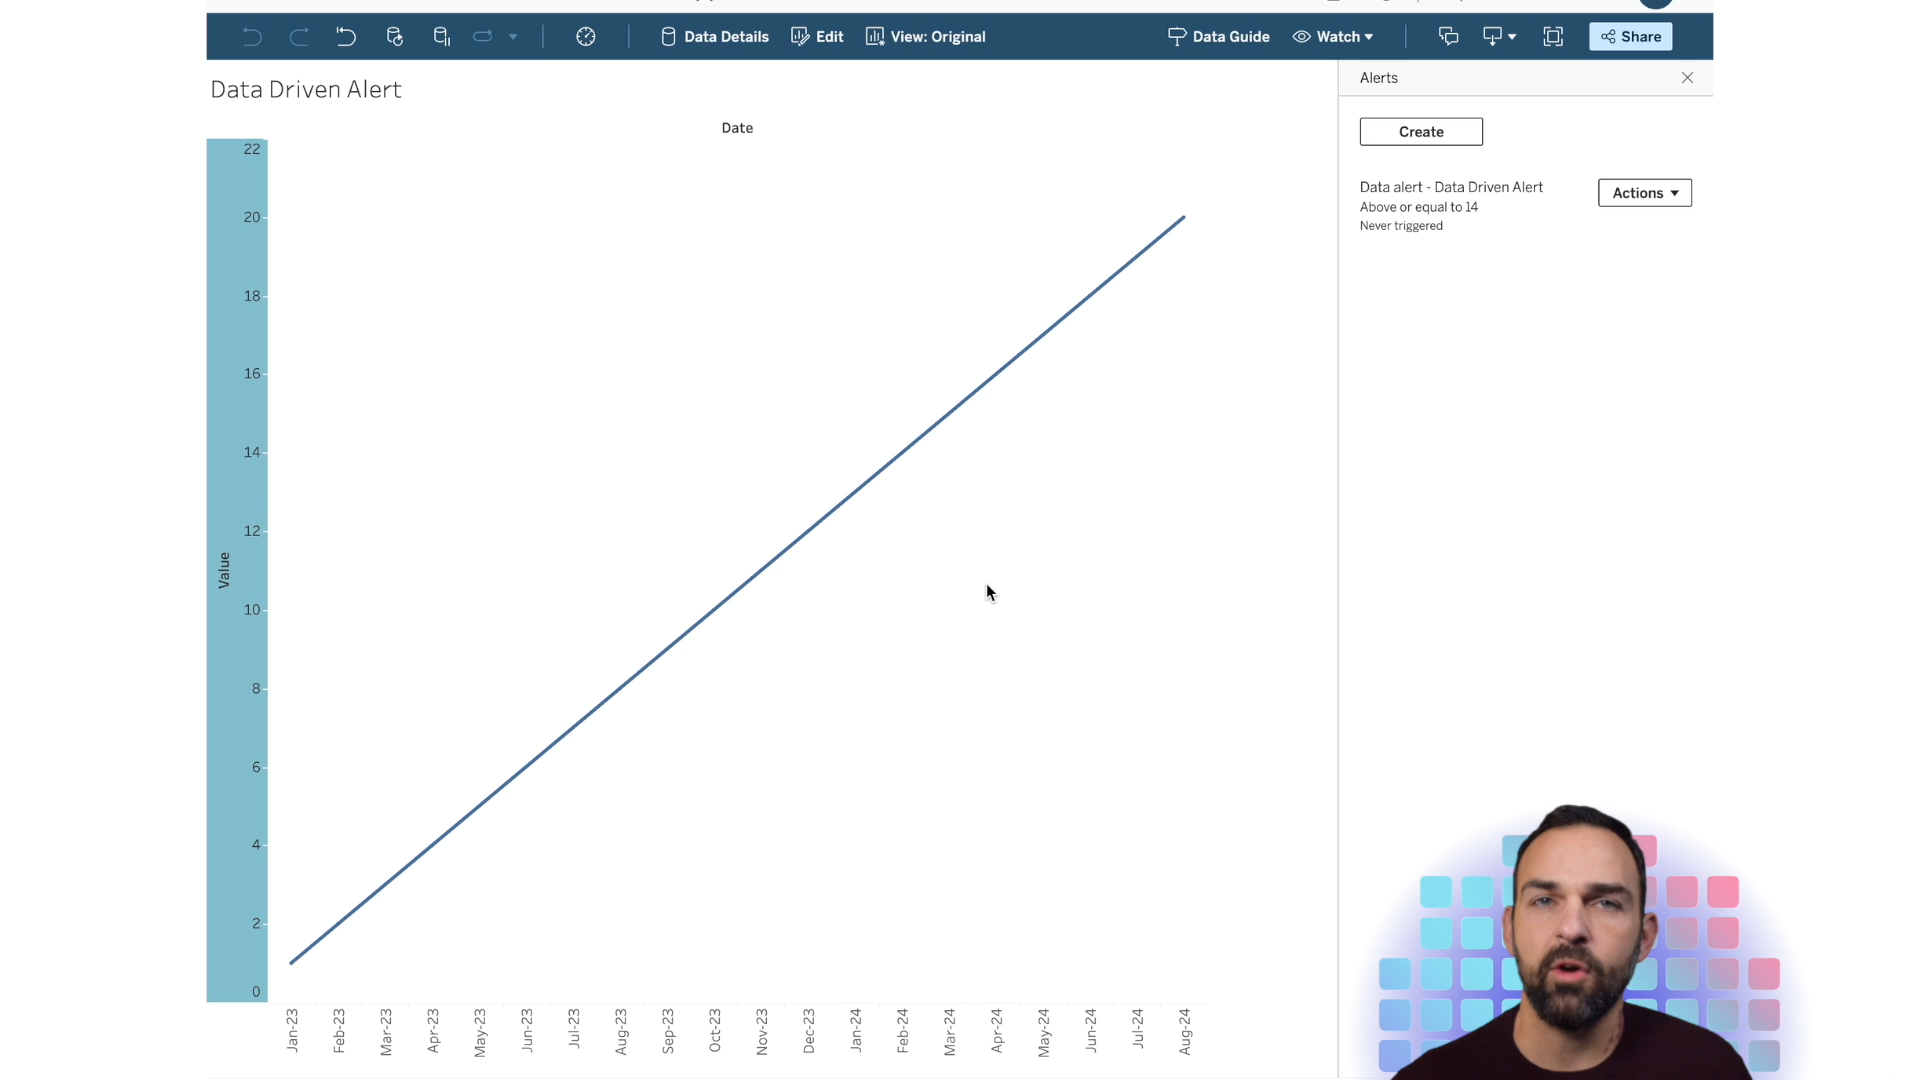 Data Details
Edit
View: Original
Data Guide
Watch
Share
Data Driven Alert
Alerts
Create
Data alert - Data Driven Alert
Above or equal to 14
Never triggered
Actions
Date
Value
22
20
18
16
14
12
10
8
6
4
2
0
Jan-23
Feb-23
Mar-23
Apr-23
May-23
Jun-23
Jul-23
Aug-23
Sep-23
Oct-23
Nov-23
Dec-23
Jan-24
Feb-24
Mar-24
Apr-24
May-24
Jun-24
Jul-24
Aug-24